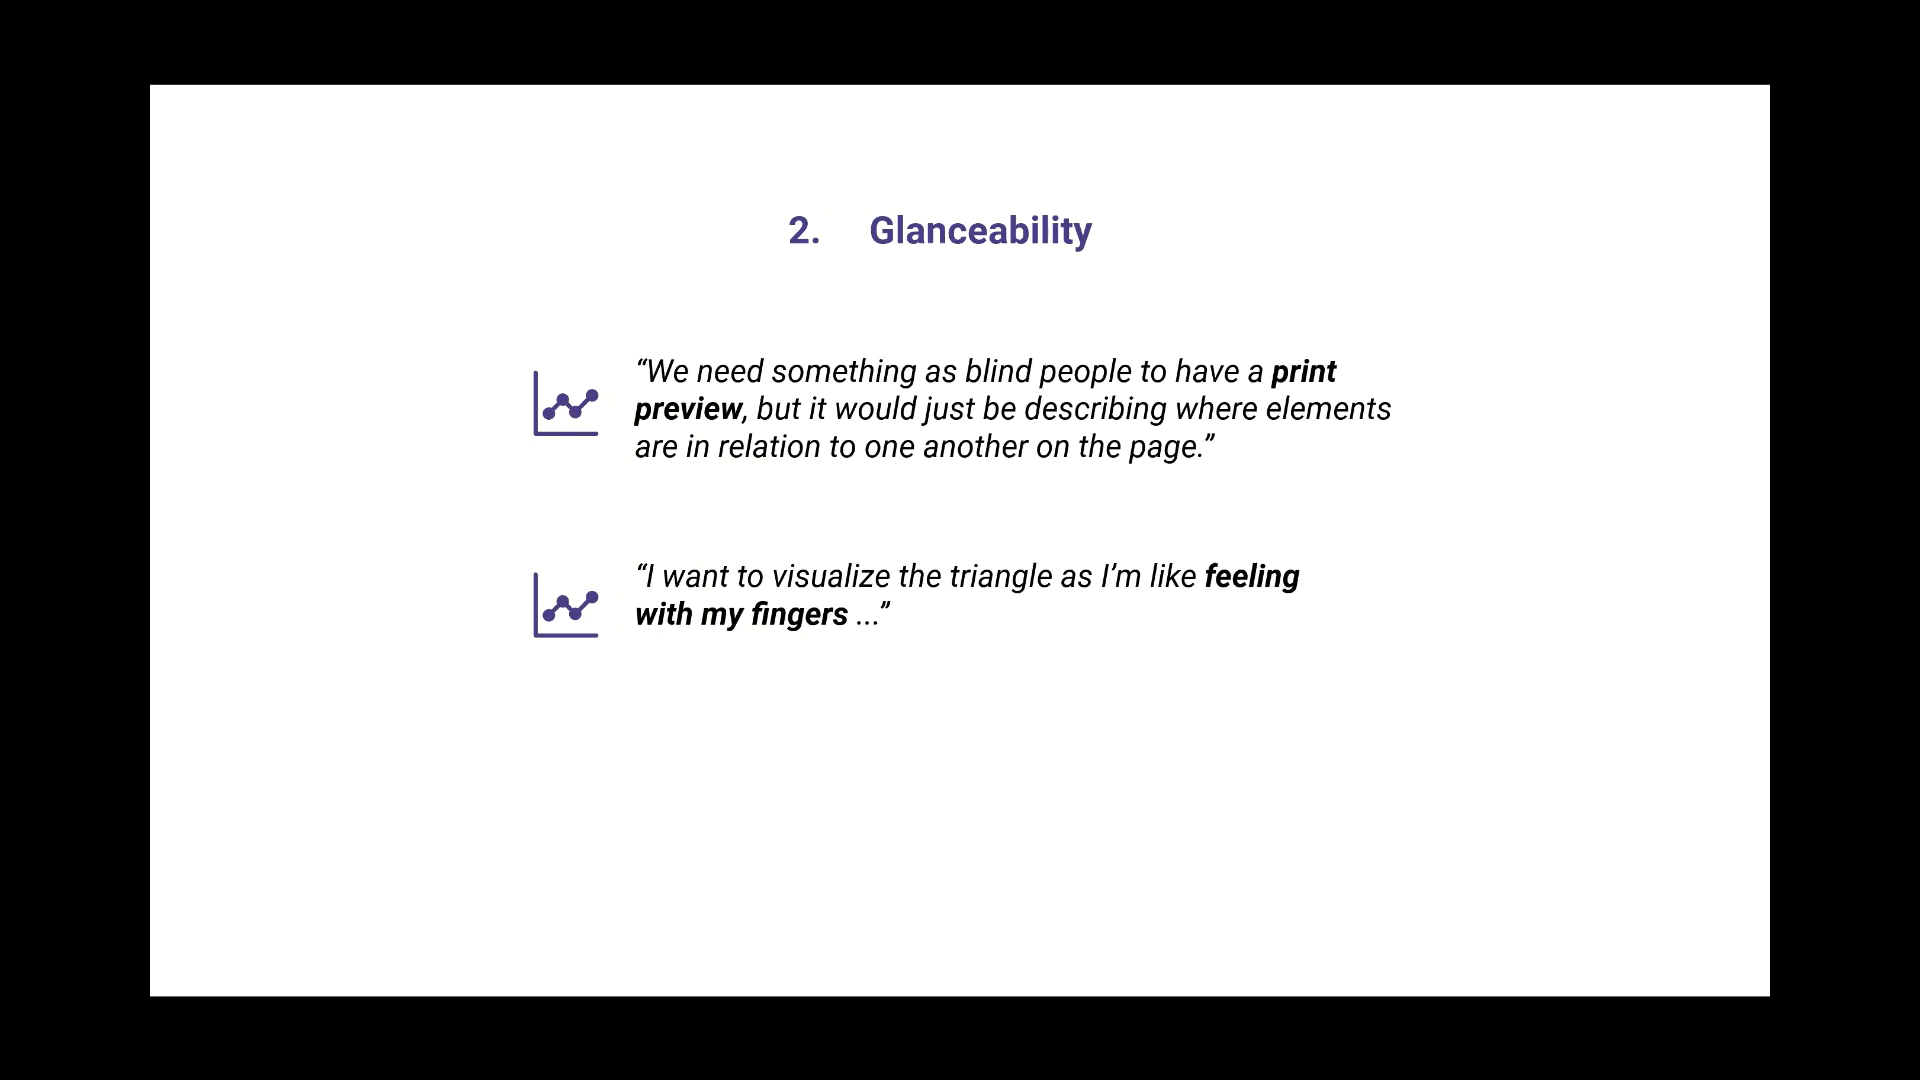 2. Glanceability
“We need something as blind people to have a print
preview, but it would just be describing where elements
are in relation to one another on the page.”
“I want to visualize the triangle as I’m like feeling
with my fingers ...”